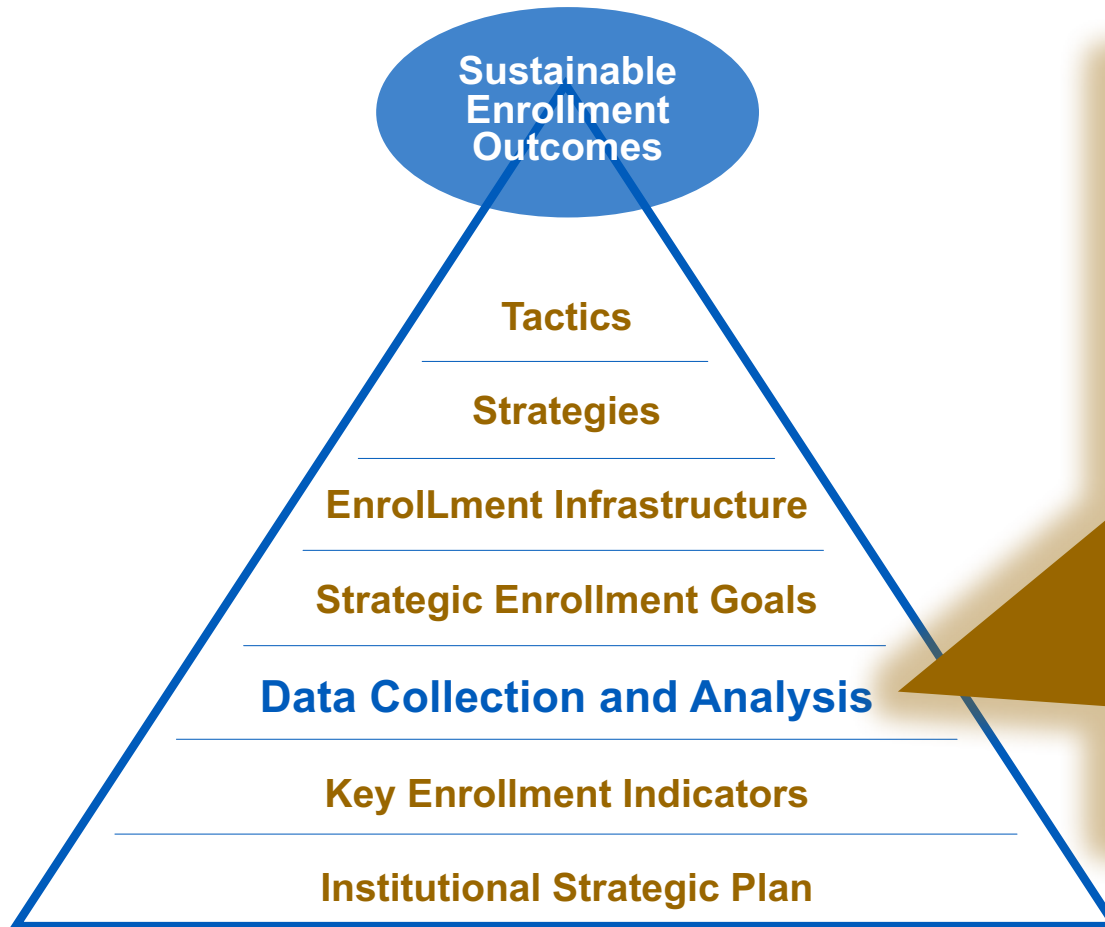 Sustainable
Enrollment
Outcomes
Tactics
Strategies
EnrolLment Infrastructure
Strategic Enrollment Goals
Data Collection and Analysis
Key Enrollment Indicators
Institutional Strategic Plan